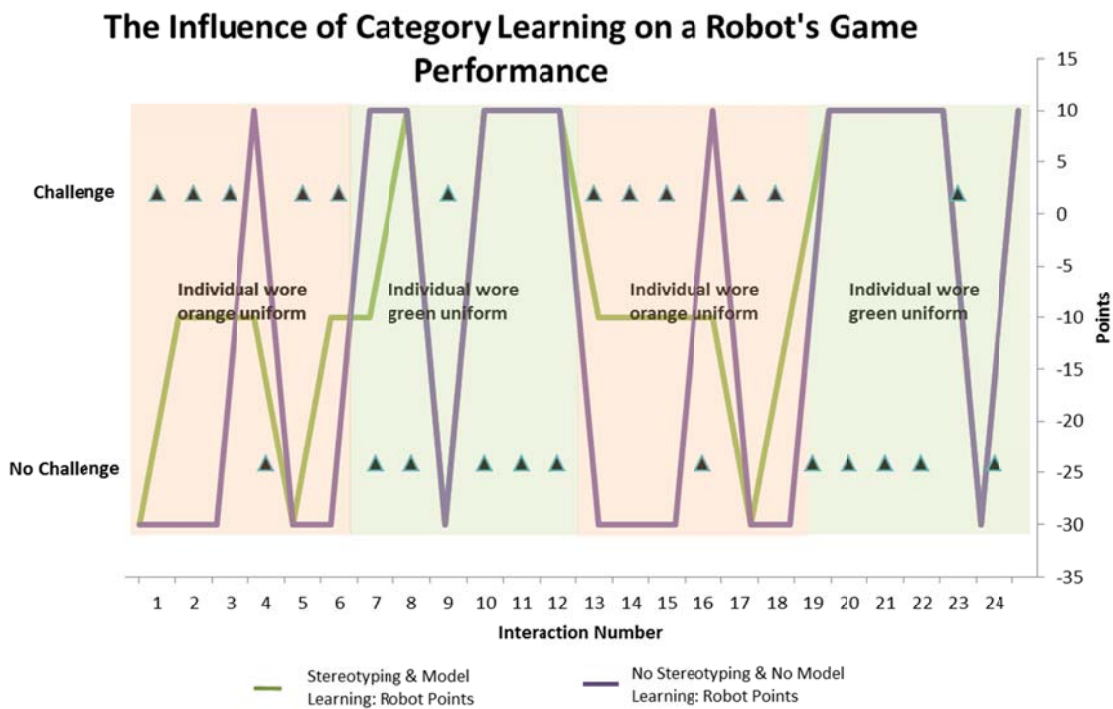 The Influence of Category Learning on a Robot's Game
Performance
15
10
5
0
-5
-10
-15
-20
-25
-30
-35
Points
Challenge
No Challenge
Individual wore
orange uniform
Individual wore
green uniform
Individual wore
orange uniform
Individual wore
green uniform
1 2 3 4 5 6 7 8 9 10 11 12 13 14 15 16 17 18 19 20 21 22 23 24
Interaction Number
Stereotyping & Model
Learning: Robot Points
No Stereotyping & No Model
Learning: Robot Points